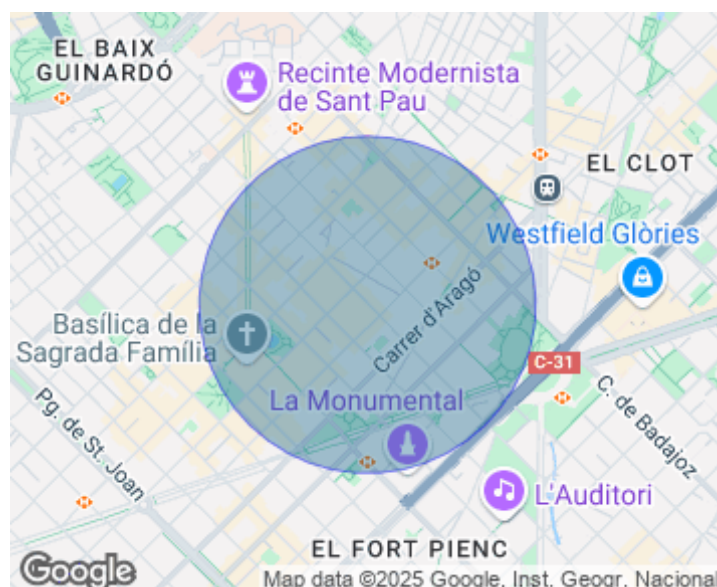 EL BAIX
GUINARDÓ
Recinte Modernista
de Sant Pau
EL CLOT
Westfield Glòries
Basílica de la
Sagrada Família
Carrer d'Aragó
C-31
La Monumental
C. de Badajoz
Pg. de St. Joan
L'Auditori
EL FORT PIENC
Google
Map data ©2025 Google, Inst. Geogr. Nacional